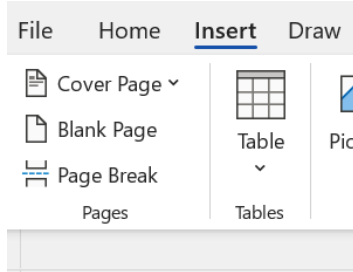 File Home Insert Draw
Cover Page
Blank Page
Page Break
Table
Pages
Tables